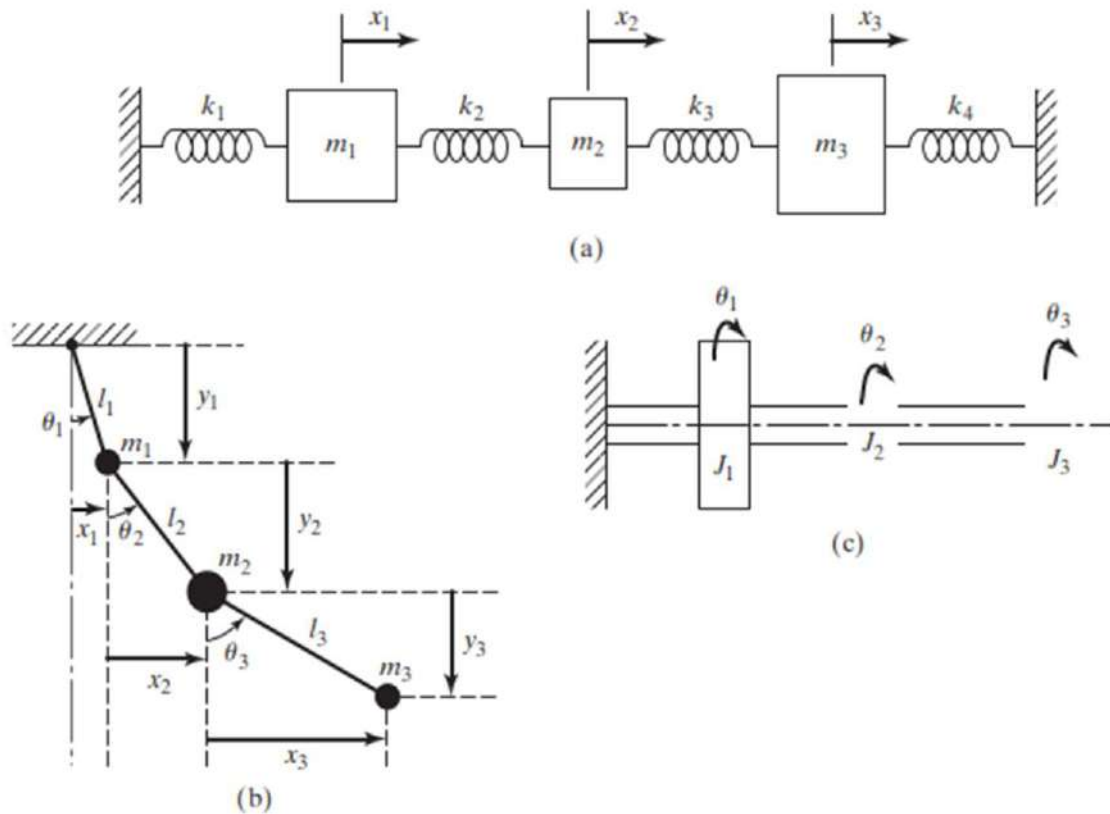 x₁ x₂ x₃
k₁ k₂ k₃ k₄
m₁ m₂ m₃
(a)
θ₁ l₁ y₁
m₁
x₁ θ₂ l₂ y₂
m₂
θ₃ l₃ y₃
x₂ m₃
x₃
(b)
θ₁ θ₂ θ₃
J₁ J₂ J₃
(c)